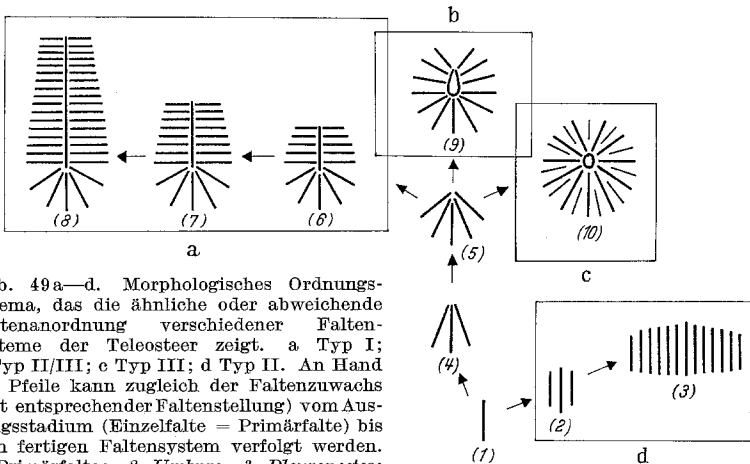 b
(9)
(10)
(8)
(7)
(6)
(5)
a
c
b. 49a—d. Morphologisches Ordnungs-
ema, das die ähnliche oder abweichende
tenanordnung verschiedener Falten-
teme der Teleosteer zeigt. a Typ I;
Typ II/III; c Typ III; d Typ II. An Hand
Pfeile kann zugleich der Faltenzuwachs
t entsprechender Faltenstellung) vom Aus-
gsstadium (Einzelfalte = Primärfalte) bis
n fertigen Faltensystem verfolgt werden.
(4)
(3)
(2)
(1)
d